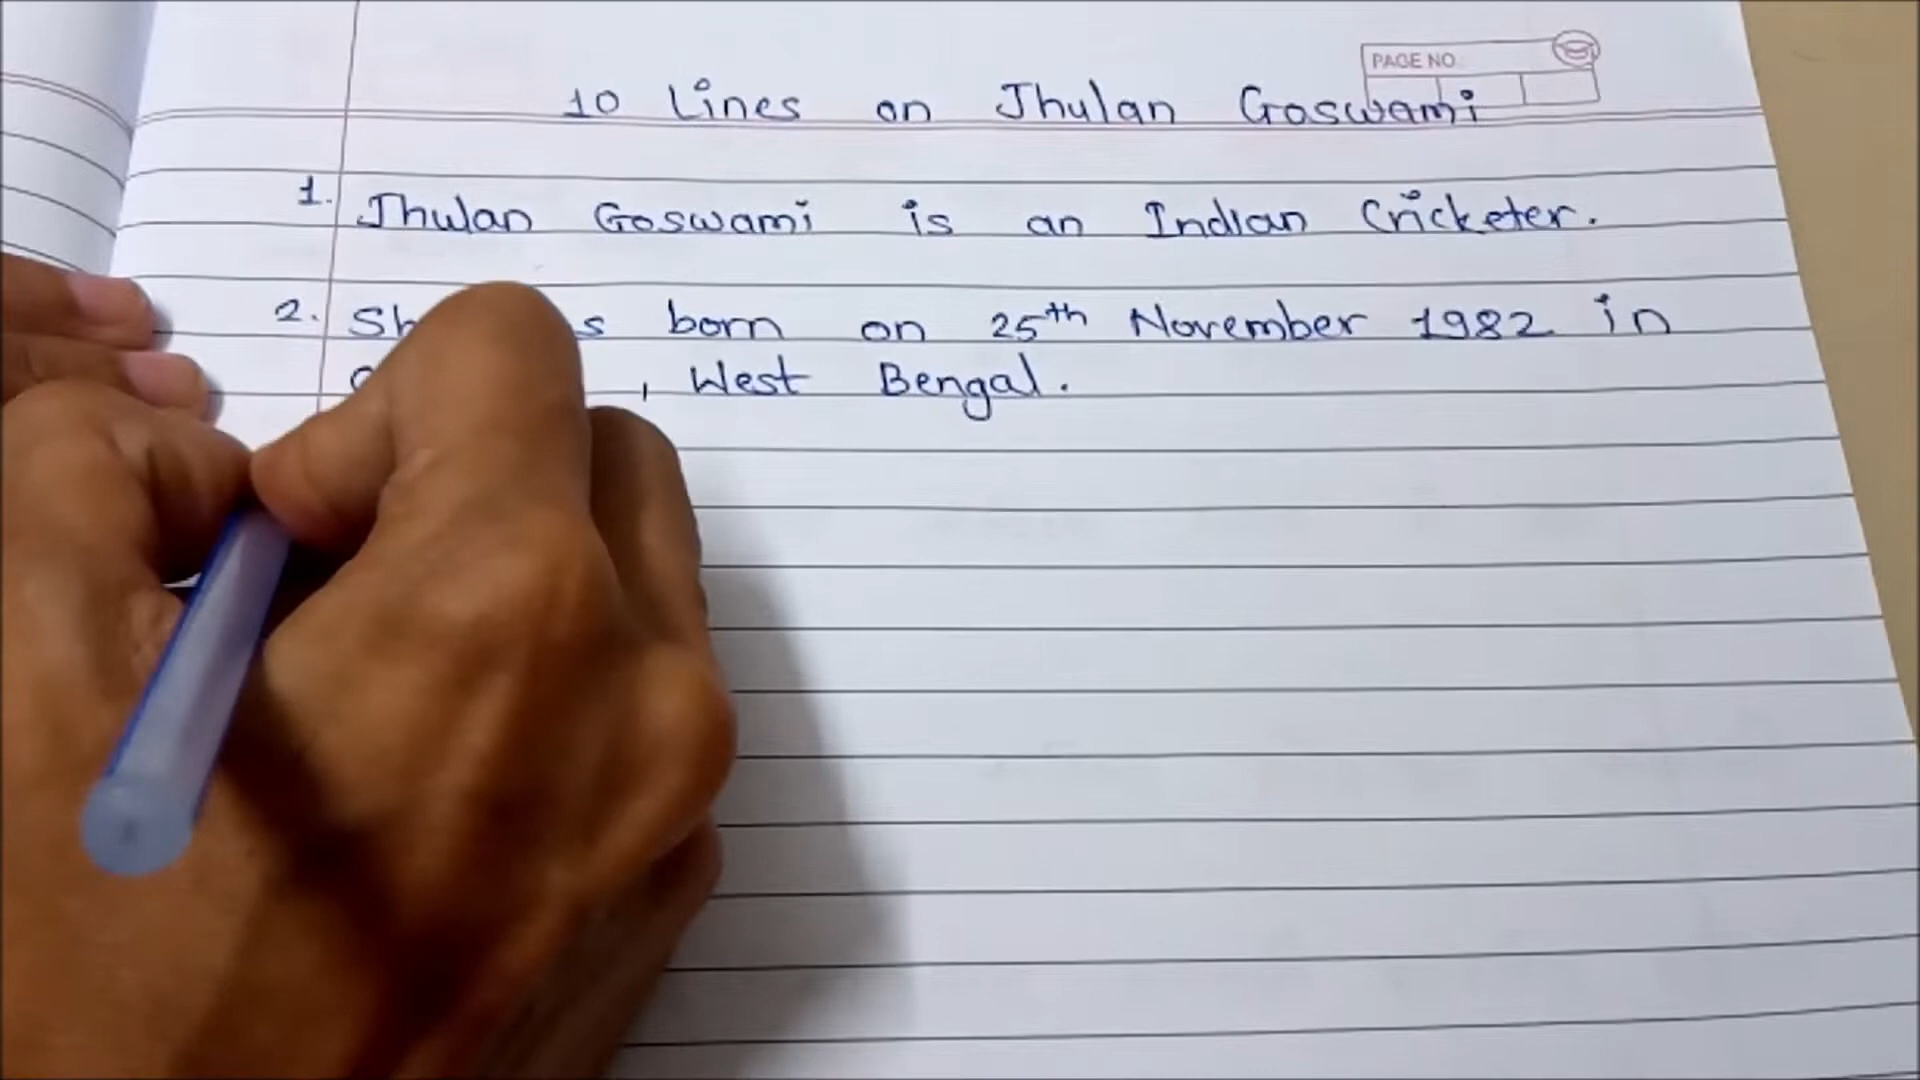 PAGE NO.
10 Lines on Jhulan Goswami
1. Jhulan Goswami is an Indian Cricketer.
2. born on 25th November 1982 in
, West Bengal.